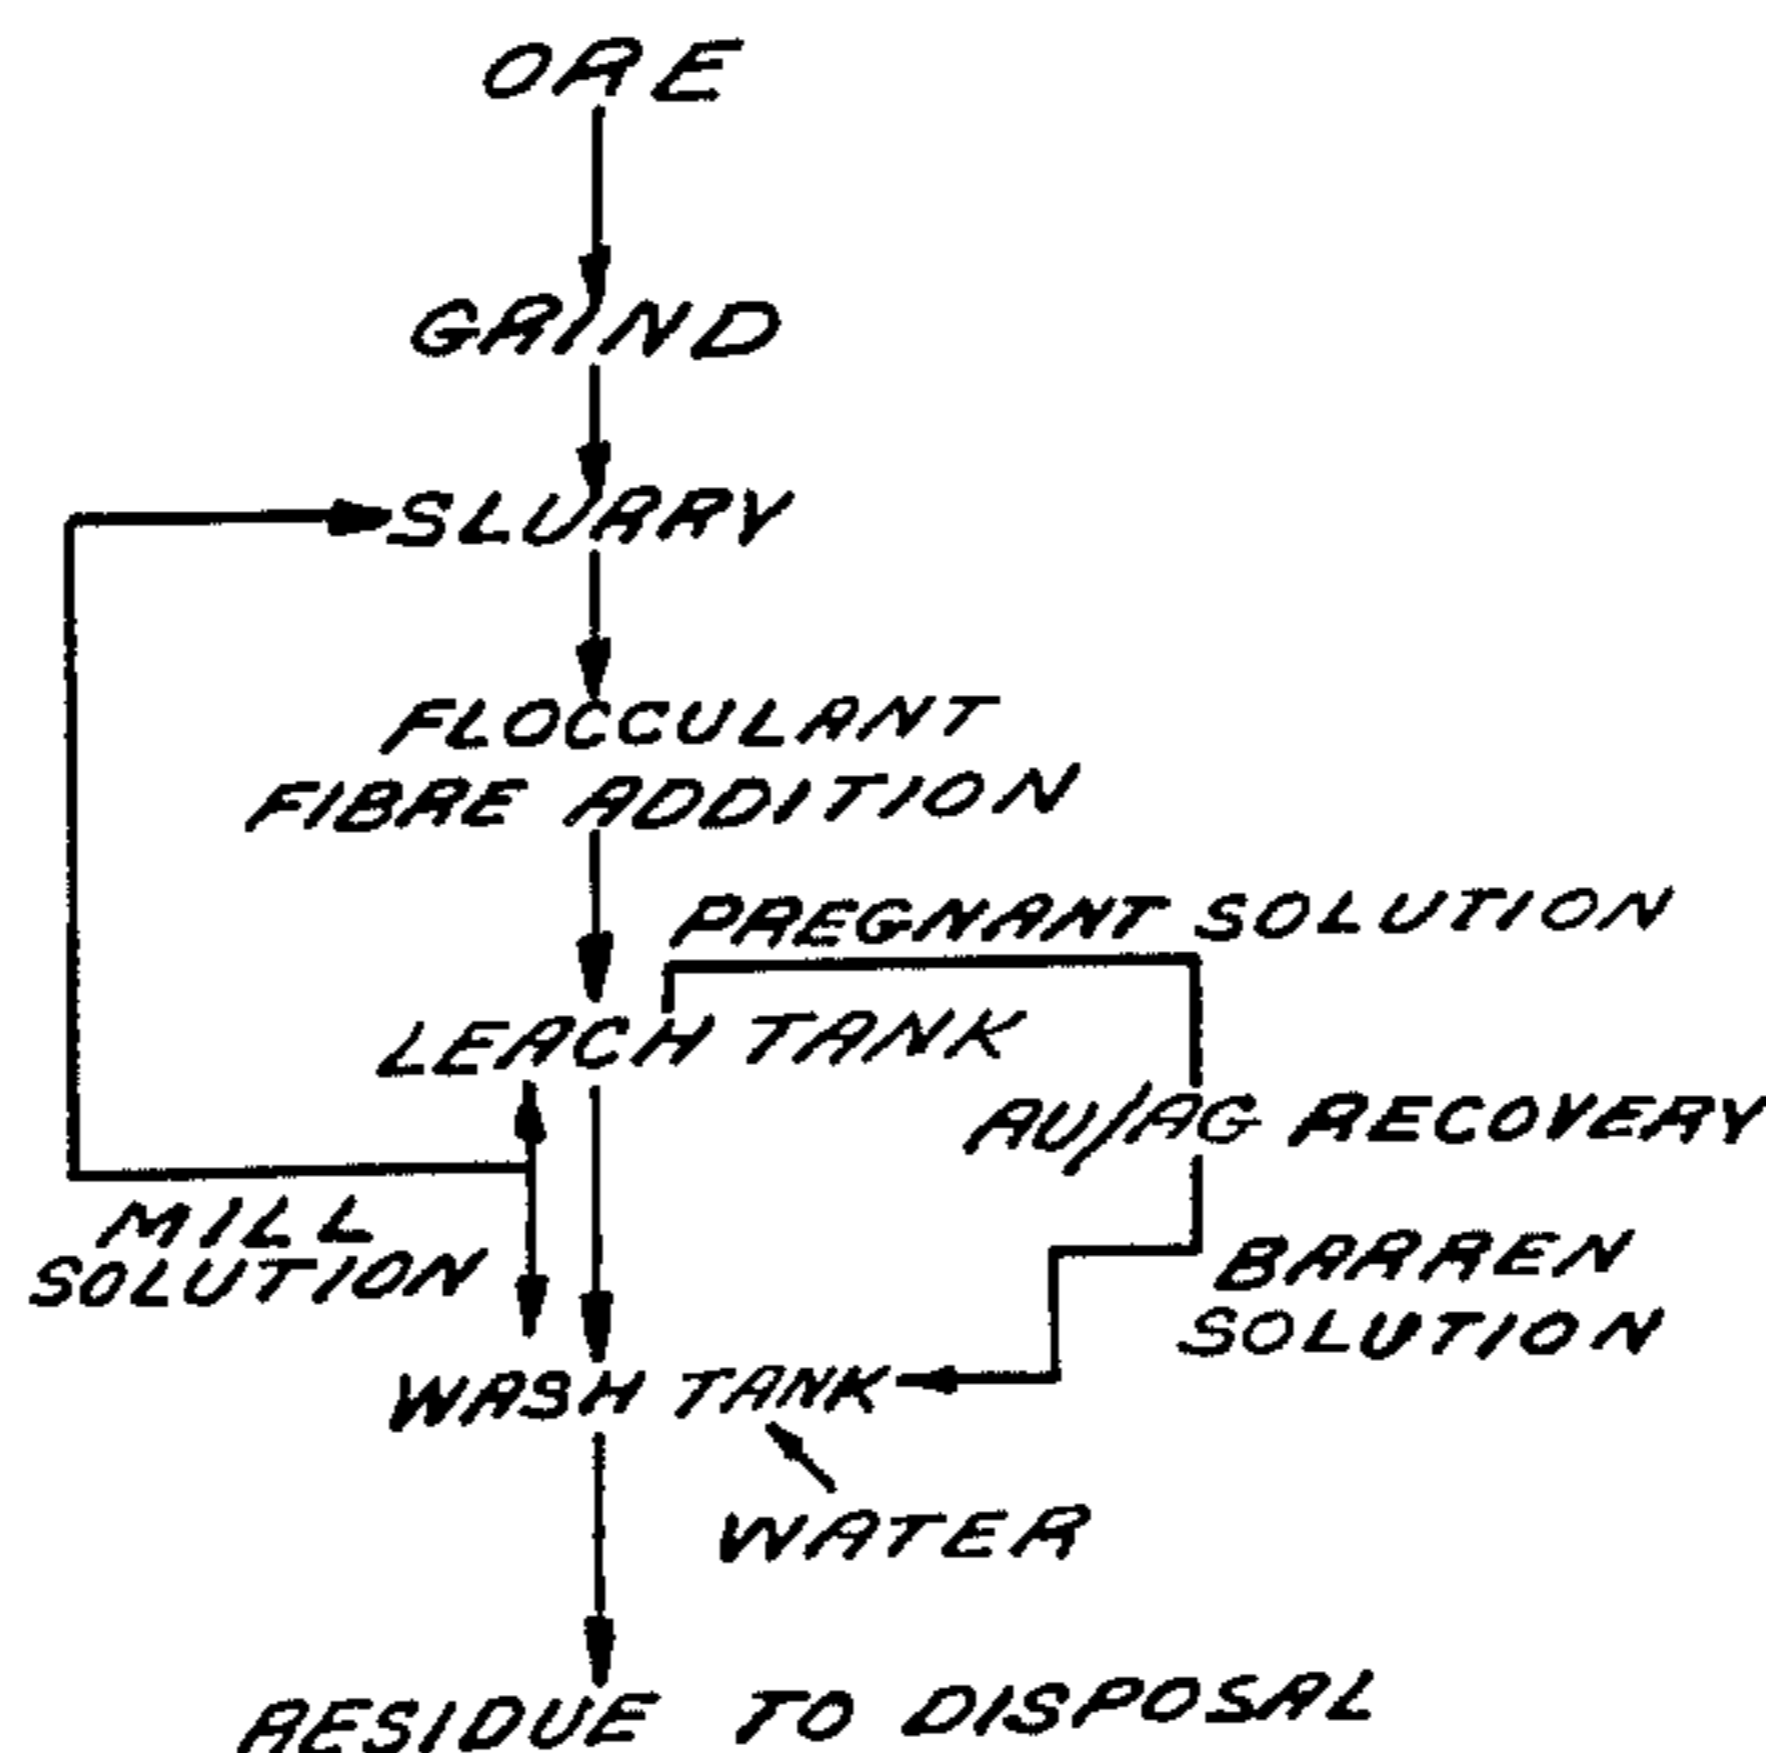 ORE
GRIND
SLURRY
FLOCCULANT
FIBRE ADDITION
PREGNANT SOLUTION
LEACH TANK
AU/AG RECOVERY
MILL
SOLUTION
BARREN
SOLUTION
WASH TANK
WATER
RESIDUE TO DISPOSAL